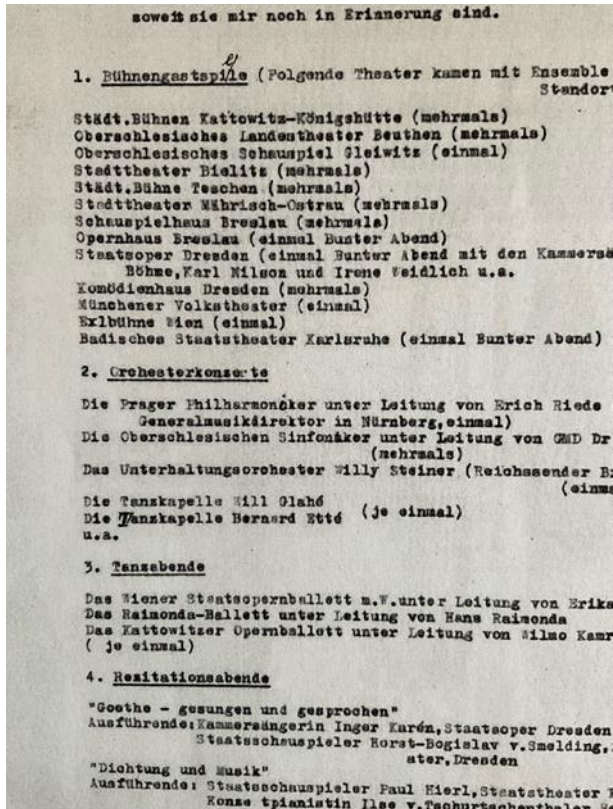 soweit sie mir noch in Erinnerung sind.
1. Bühnengastspiele (Folgende Theater kamen mit Ensemble
Standort
Städt.Bühnen Kattowitz-Königshütte (mehrmals)
Oberschlesisches Landestheater Beuthen (mehrmals)
Oberschlesisches Schauspiel Gleiwitz (einmal)
Stadttheater Bielitz (mehrmals)
Städt.Bühne Teschen (mehrmals)
Stadttheater Mährisch-Ostrau (mehrmals)
Schauspielhaus Breslau (mehrmals)
Opernhaus Breslau (einmal Bunter Abend)
Staatsoper Dresden (einmal Bunter Abend mit den Kammersä
Böhme,Karl Nilson und Irene Weidlich u.a.
Komödienhaus Dresden (mehrmals)
Münchener Volkstheater (einmal)
Exlbühne Wien (einmal)
Badisches Staatstheater Karlsruhe (einmal Bunter Abend)
2. Orchesterkonzerte
Die Prager Philharmoniker unter Leitung von Erich Riede
Generalmusikdirektor in Nürnberg,einmal)
Die Oberschlesischen Sinfoniker unter Leitung von GMD Dr
(mehrmals)
Das Unterhaltungsorchester Willy Steiner (Reichssender B
(einma
Die Tanzkapelle Will Glahé
Die Tanzkapelle Bernard Etté (je einmal)
u.a.
3. Tanzabende
Das Wiener Staatsopernballett m.W.unter Leitung von Erika
Das Raimonda-Ballett unter Leitung von Hans Raimonda
Das Kattowitzer Opernballett unter Leitung von Wilmo Kamr
( je einmal)
4. Rezitationsabende
"Goethe - gesungen und gesprochen"
Ausführende:Kammersängerin Inger Karén,Staatsoper Dresden
Staatsschauspieler Horst-Bogislav v.Smelding,
ater,Dresden
"Dichtung und Musik"
Ausführende: Staatsschauspieler Paul Hierl,Staatstheater
Konze tpianistin Ilse v.Tschurtschenthaler